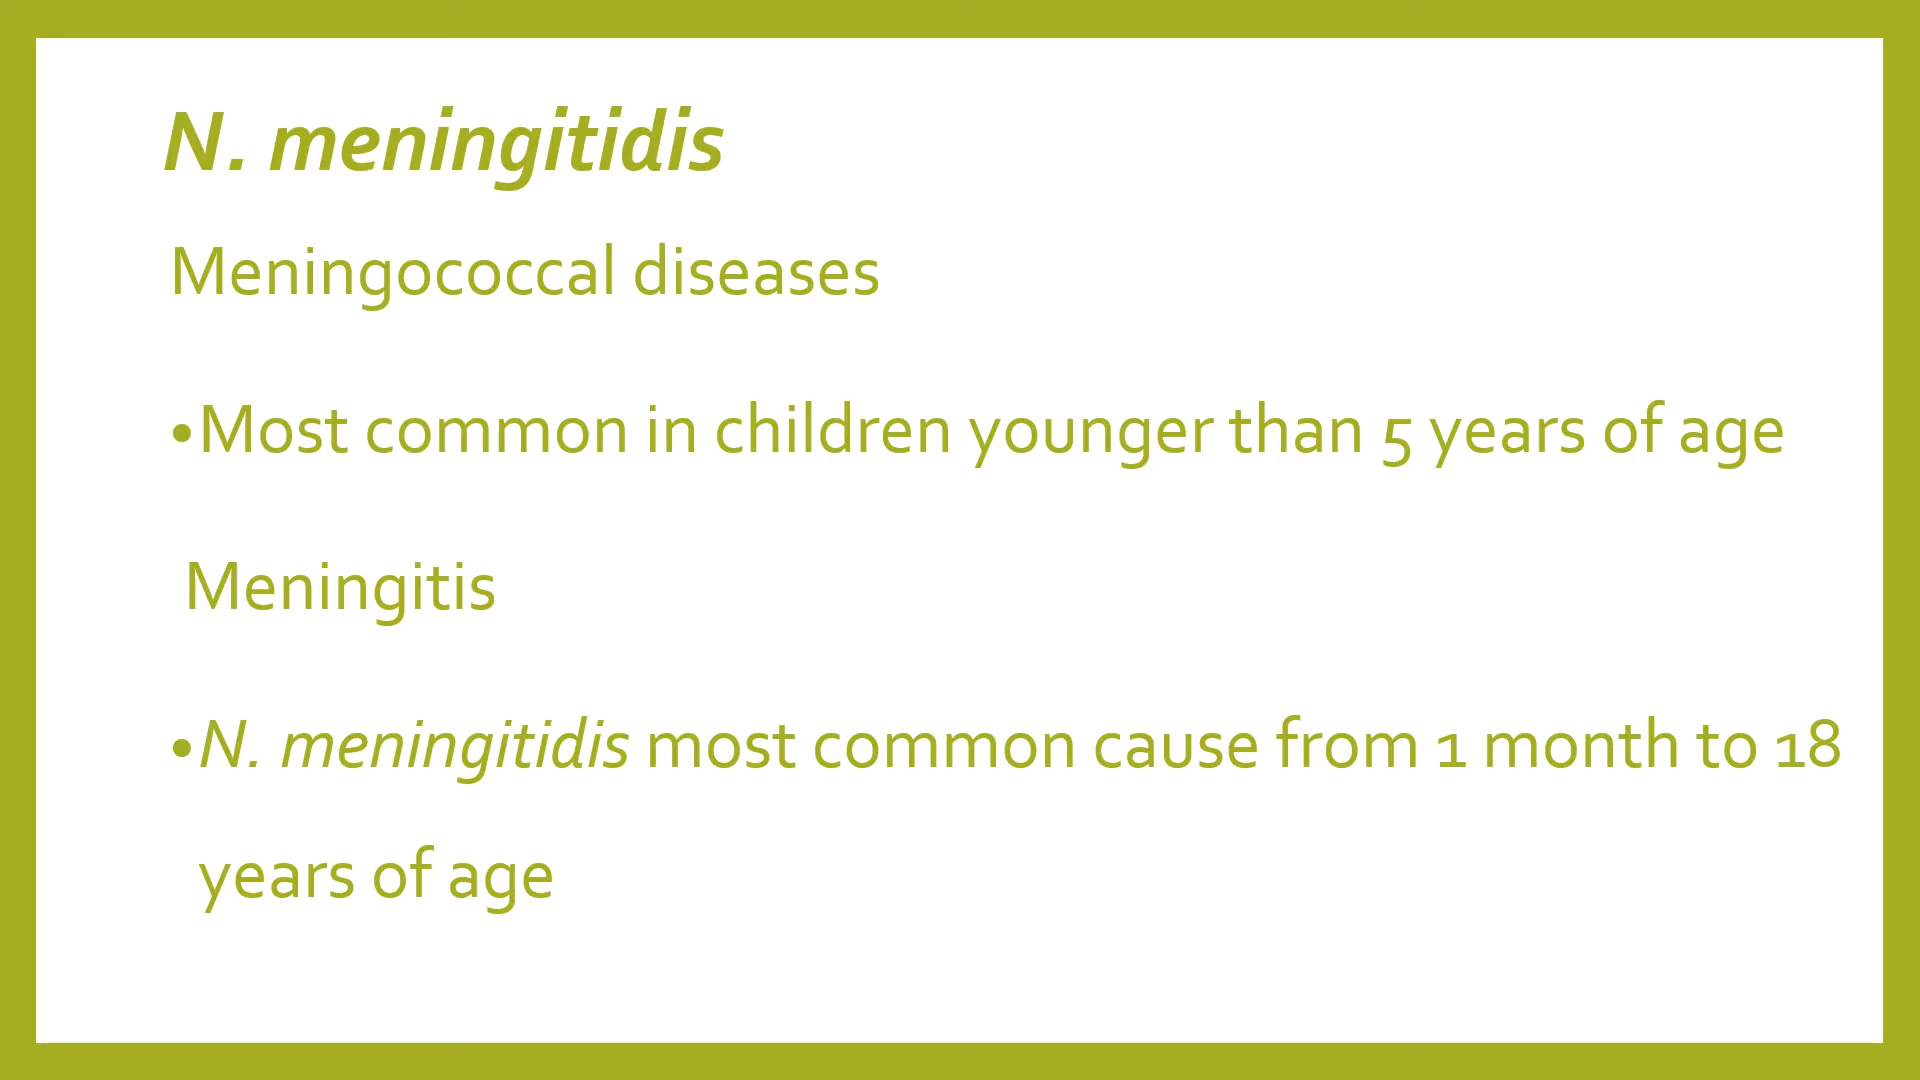 N. meningitidis
Meningococcal diseases
•Most common in children younger than 5 years of age
Meningitis
•N. meningitidis most common cause from 1 month to 18
years of age